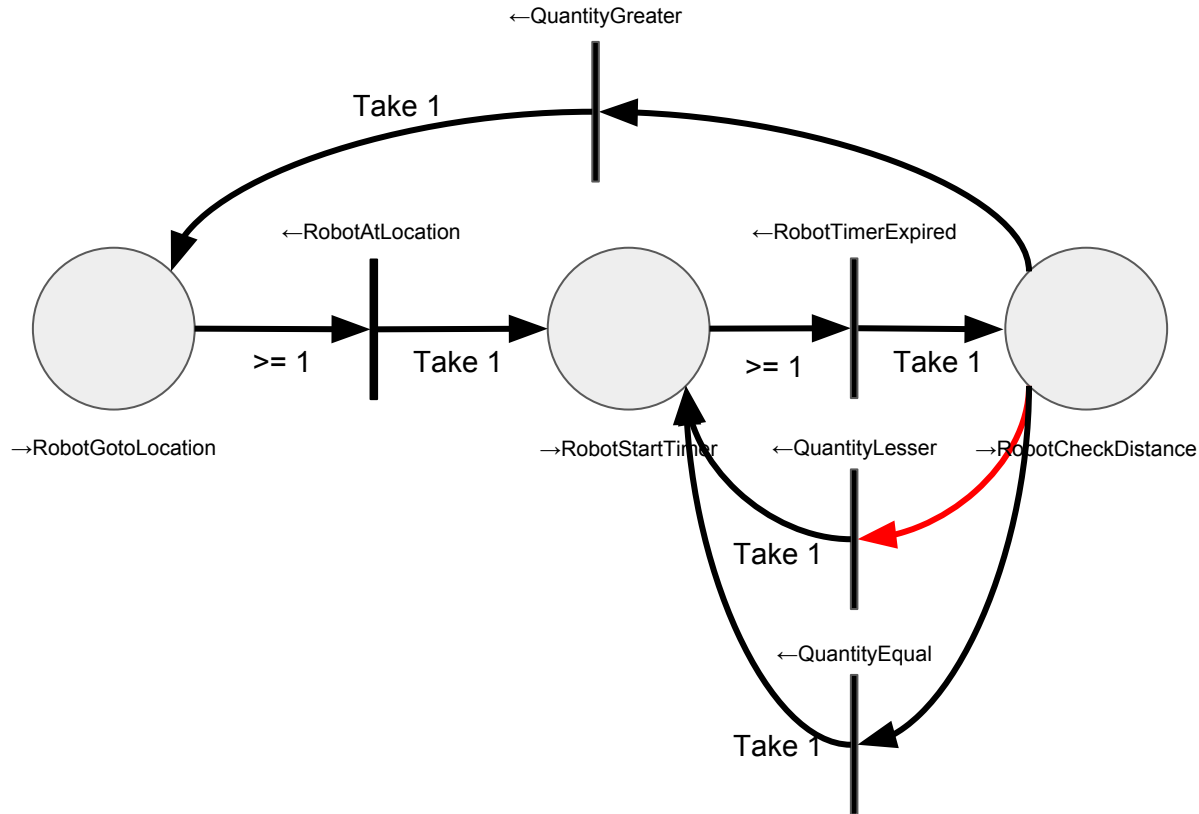 ←QuantityGreater
Take 1
←RobotAtLocation
←RobotTimerExpired
>= 1
Take 1
>= 1
Take 1
→RobotGotoLocation
→RobotStartTimer
←QuantityLesser
→RobotCheckDistance
Take 1
←QuantityEqual
Take 1